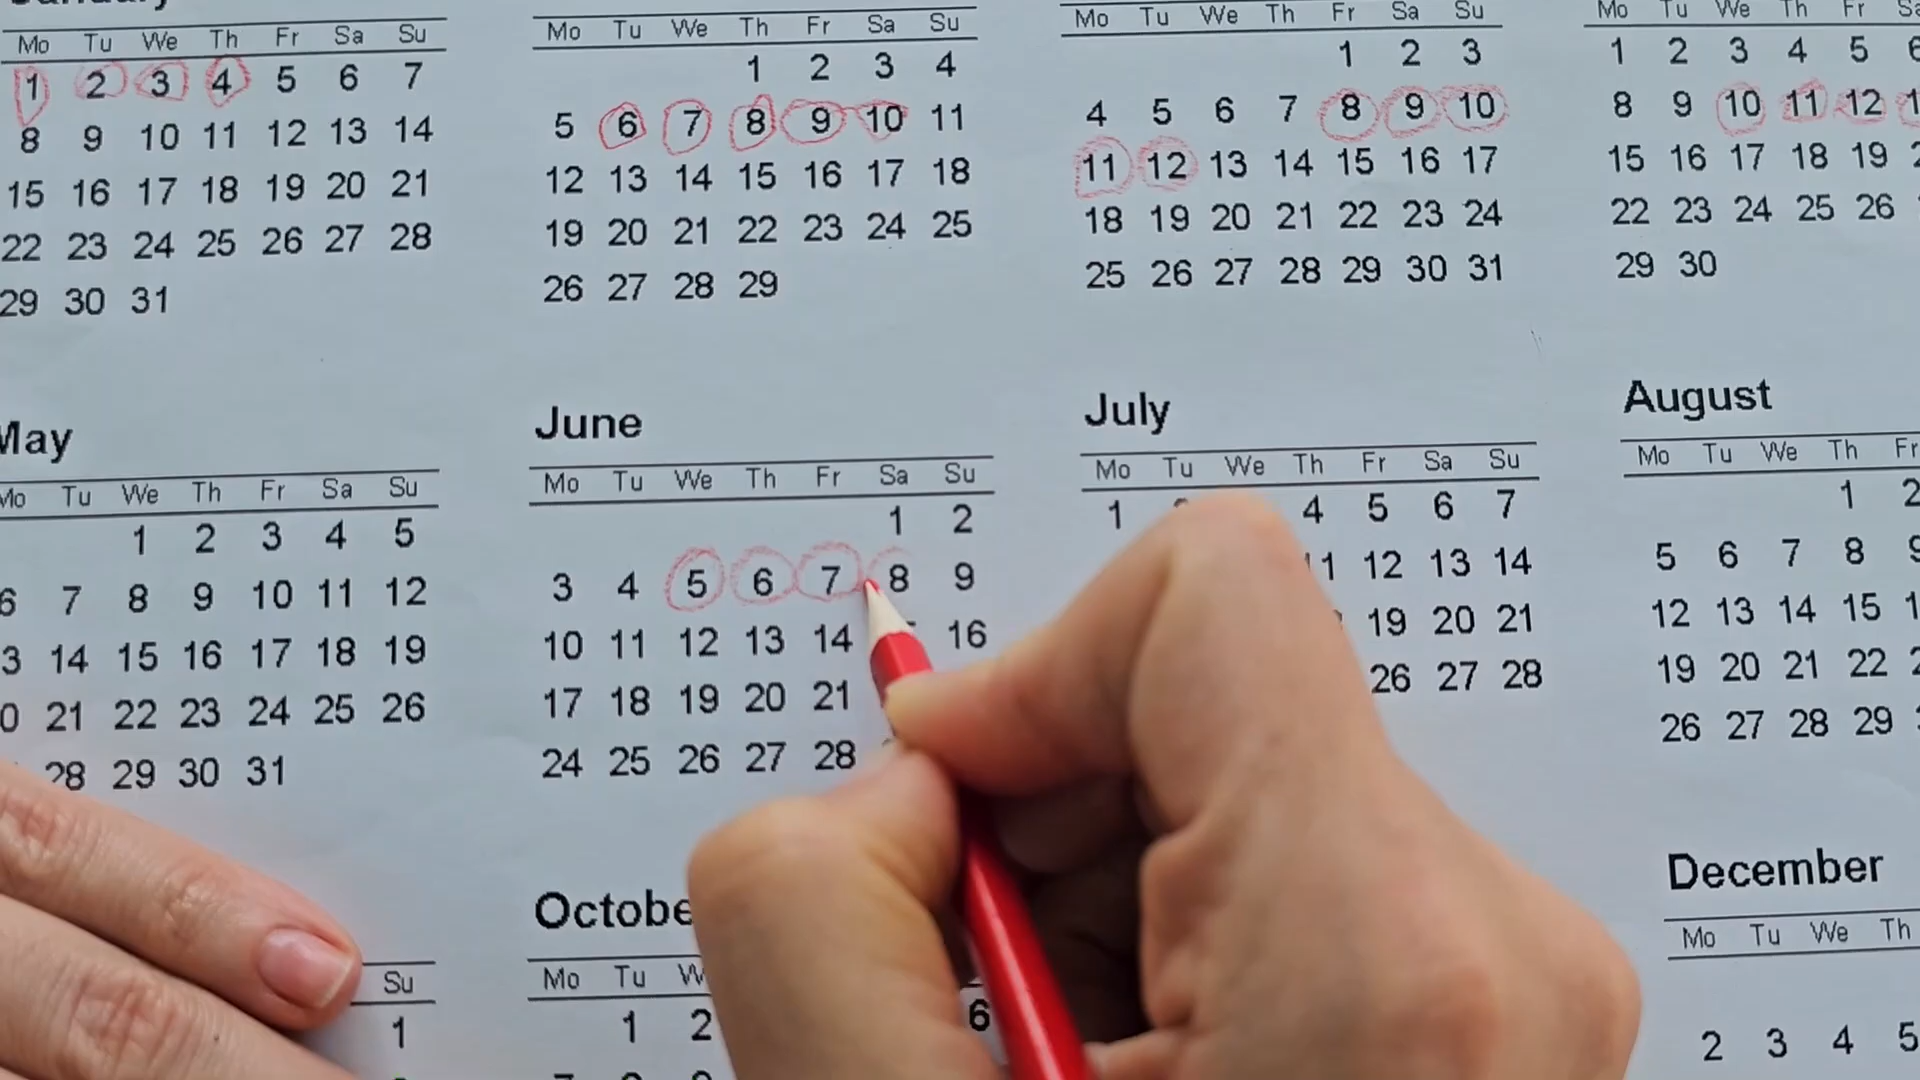 January
Mo Tu We Th Fr Sa Su
1 2 3 4 5 6 7
8 9 10 11 12 13 14
15 16 17 18 19 20 21
22 23 24 25 26 27 28
29 30 31
Mo Tu We Th Fr Sa Su
1 2 3 4
5 6 7 8 9 10 11
12 13 14 15 16 17 18
19 20 21 22 23 24 25
26 27 28 29
Mo Tu We Th Fr Sa Su
1 2 3
4 5 6 7 8 9 10
11 12 13 14 15 16 17
18 19 20 21 22 23 24
25 26 27 28 29 30 31
Mo Tu We Th Fr Sa
1 2 3 4 5 6
8 9 10 11 12
15 16 17 18 19
22 23 24 25 26
29 30
May
Mo Tu We Th Fr Sa Su
1 2 3 4 5
6 7 8 9 10 11 12
13 14 15 16 17 18 19
20 21 22 23 24 25 26
28 29 30 31
June
Mo Tu We Th Fr Sa Su
1 2
3 4 5 6 7 8 9
10 11 12 13 14 16
17 18 19 20 21
24 25 26 27 28
July
Mo Tu We Th Fr Sa Su
1 4 5 6 7
11 12 13 14
19 20 21
26 27 28
August
Mo Tu We Th Fr
1 2
5 6 7 8 9
12 13 14 15
19 20 21 22
26 27 28 29
Su
1
October
Mo Tu W
1 2 6
December
Mo Tu We Th
2 3 4 5